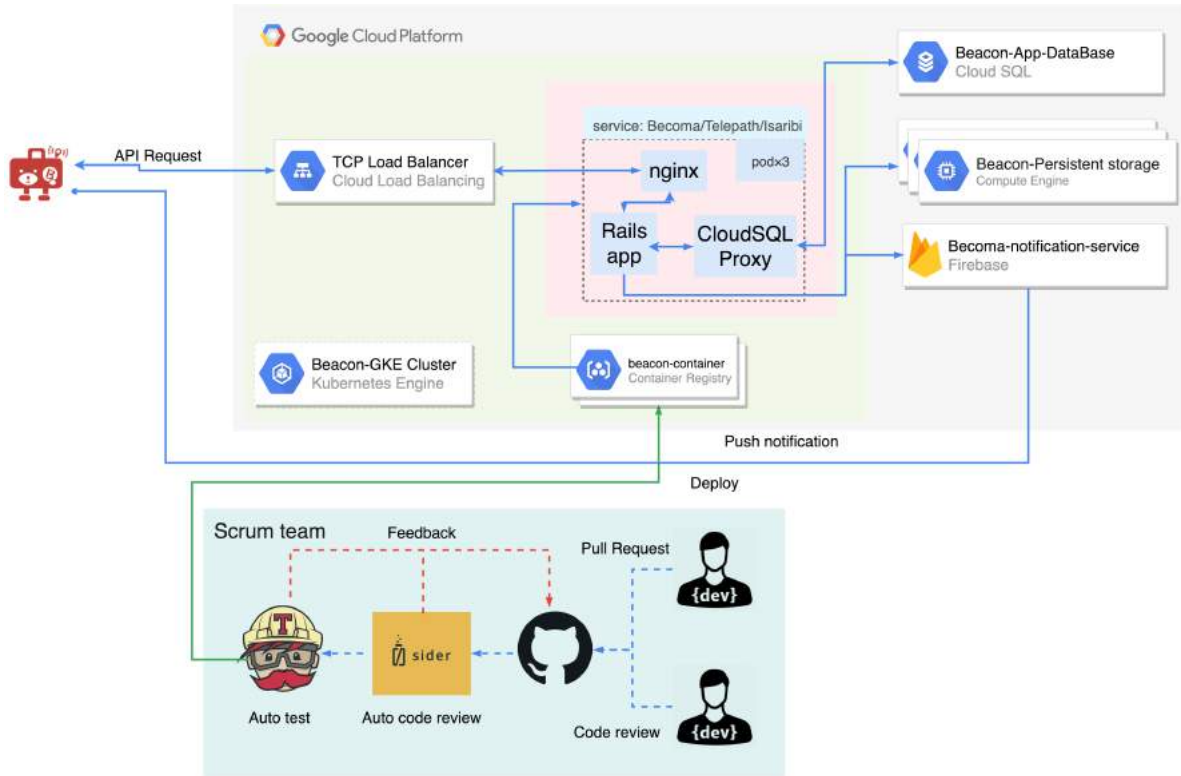 Google Cloud Platform
Beacon-App-DataBase
Cloud SQL
service: Becoma/Telepath/Isaribi
API Request
TCP Load Balancer
Cloud Load Balancing
nginx
pod×3
Beacon-Persistent storage
Compute Engine
Rails
app
CloudSQL
Proxy
Becoma-notification-service
Firebase
Beacon-GKE Cluster
Kubernetes Engine
beacon-container
Container Registry
Push notification
Deploy
Scrum team
Feedback
Pull Request
{dev}
T
sider
Auto test
Auto code review
Code review
{dev}